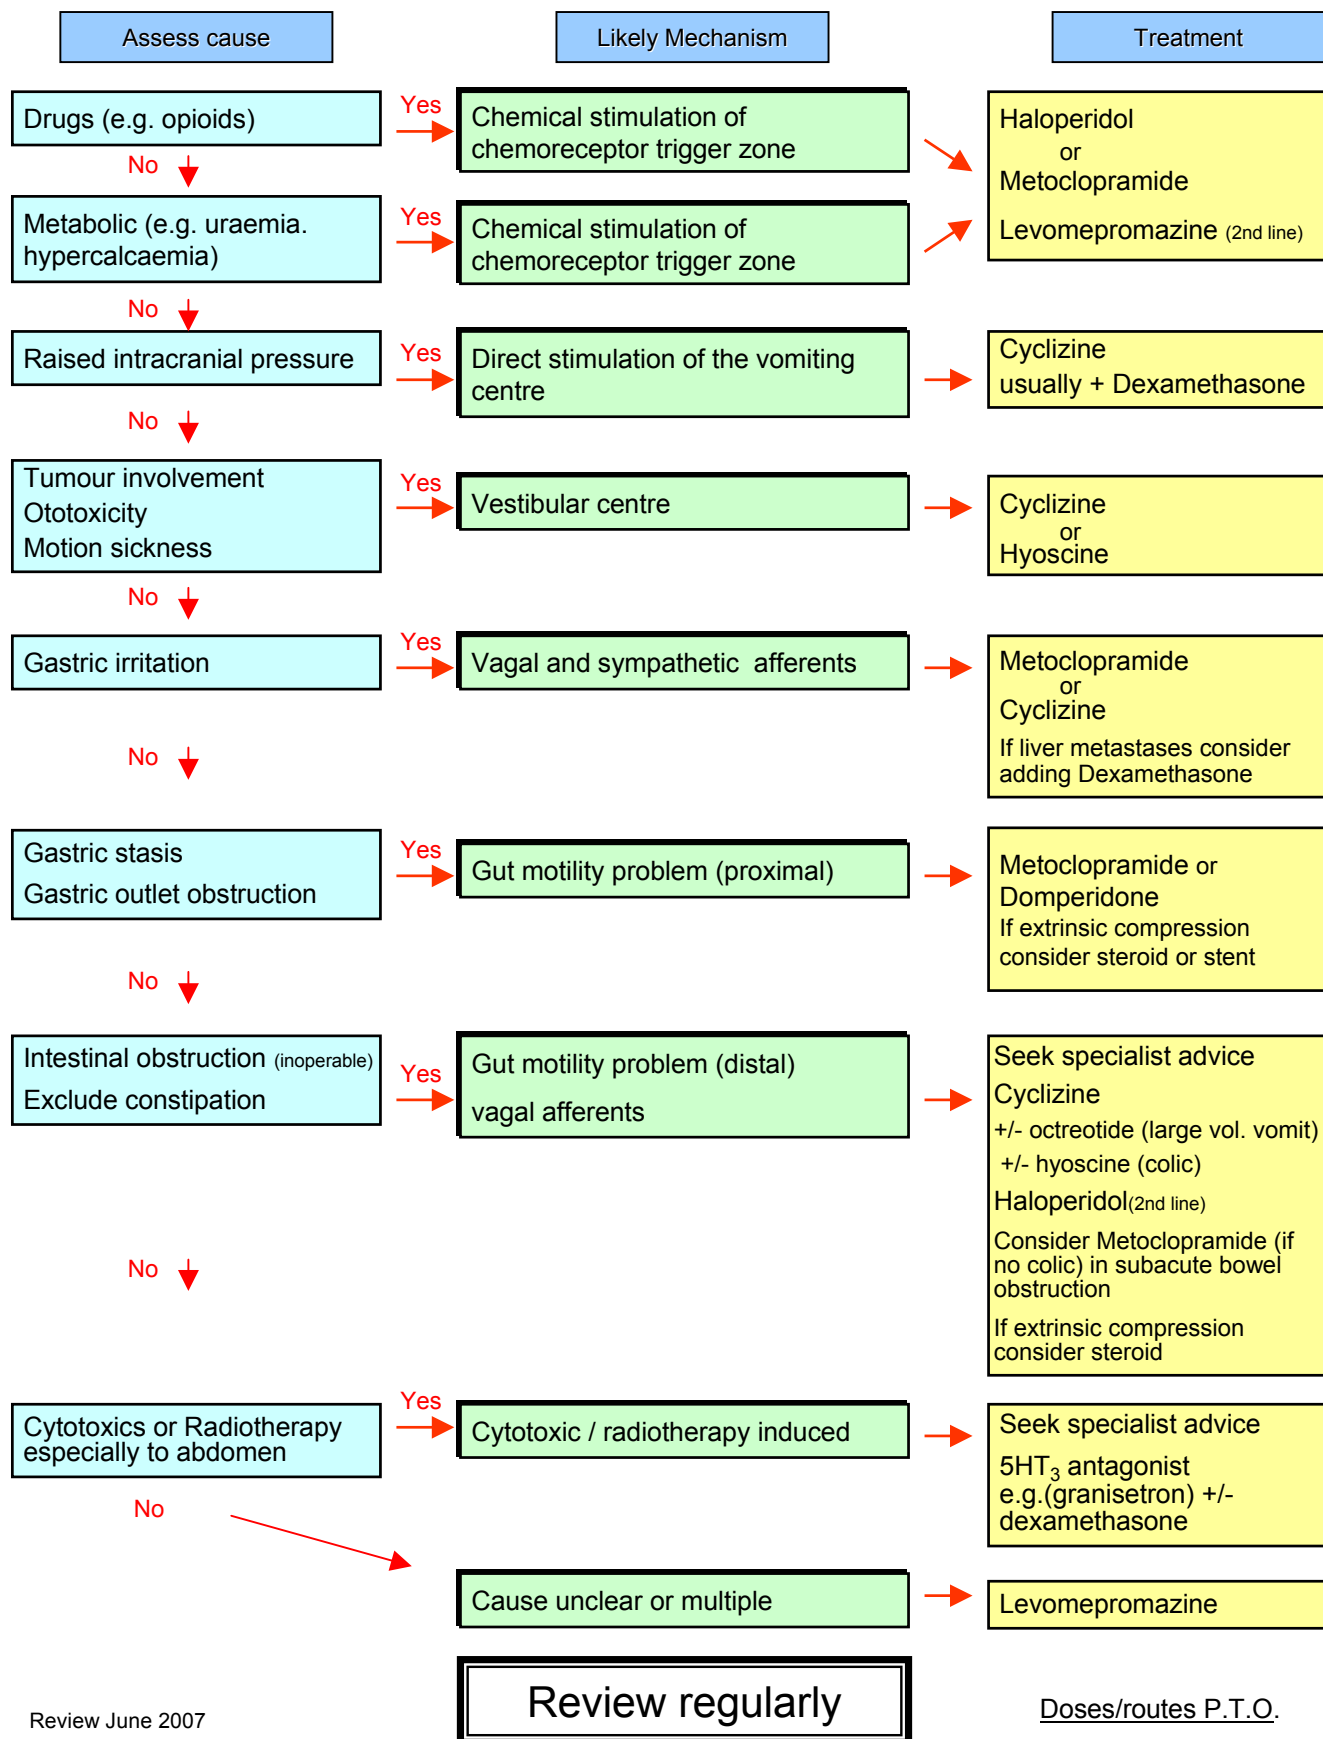 Assess cause
Likely Mechanism
Treatment
Drugs (e.g. opioids)
Yes
Chemical stimulation of
chemoreceptor trigger zone
Haloperidol
or
Metoclopramide
Levomepromazine (2nd line)
No
Metabolic (e.g. uraemia.
hypercalcaemia)
Yes
Chemical stimulation of
chemoreceptor trigger zone
No
Raised intracranial pressure
Yes
Direct stimulation of the vomiting
centre
Cyclizine
usually + Dexamethasone
No
Tumour involvement
Ototoxicity
Motion sickness
Yes
Vestibular centre
Cyclizine
or
Hyoscine
No
Gastric irritation
Yes
Vagal and sympathetic afferents
Metoclopramide
or
Cyclizine
If liver metastases consider
adding Dexamethasone
No
Gastric stasis
Gastric outlet obstruction
Yes
Gut motility problem (proximal)
Metoclopramide or
Domperidone
If extrinsic compression
consider steroid or stent
No
Intestinal obstruction (inoperable)
Exclude constipation
Yes
Gut motility problem (distal)
vagal afferents
Seek specialist advice
Cyclizine
+/- octreotide (large vol. vomit)
+/- hyoscine (colic)
Haloperidol(2nd line)
Consider Metoclopramide (if
no colic) in subacute bowel
obstruction
If extrinsic compression
consider steroid
No
Cytotoxics or Radiotherapy
especially to abdomen
Yes
Cytotoxic / radiotherapy induced
Seek specialist advice
5HT3 antagonist
e.g.(granisetron) +/-
dexamethasone
No
Cause unclear or multiple
Levomepromazine
Review regularly
Review June 2007
Doses/routes P.T.O.